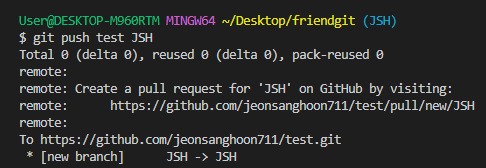 User@DESKTOP-M960RTM MINGW64 ~/Desktop/friendgit (JSH)
$ git push test JSH
Total 0 (delta 0), reused 0 (delta 0), pack-reused 0
remote:
remote: Create a pull request for 'JSH' on GitHub by visiting:
remote:      https://github.com/jeonsanghoon711/test/pull/new/JSH
remote:
To https://github.com/jeonsanghoon711/test.git
 * [new branch]      JSH -> JSH